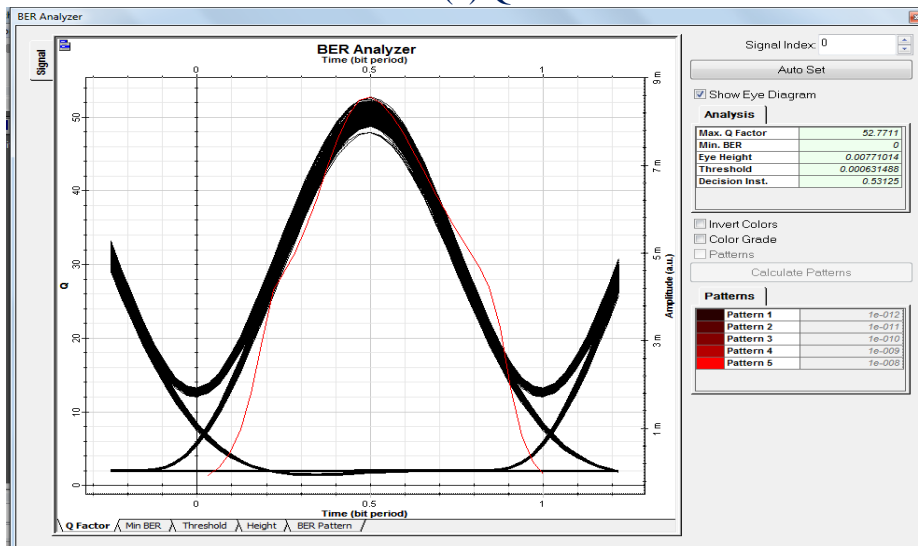 BER Analyzer
Signal
BER Analyzer
Time (bit period)
0 0.5 1
Q
50
40
30
20
10
0
Amplitude (a.u.)
9 m
7 m
5 m
3 m
1 m
0 0.5 1
Time (bit period)
Q Factor Min BER Threshold Height BER Pattern
Signal Index: 0
Auto Set
Show Eye Diagram
Analysis
Max. Q Factor 52.7711
Min. BER 0
Eye Height 0.00771014
Threshold 0.000631488
Decision Inst. 0.53125
Invert Colors
Color Grade
Patterns
Calculate Patterns
Patterns
Pattern 1 1e-012
Pattern 2 1e-011
Pattern 3 1e-010
Pattern 4 1e-009
Pattern 5 1e-008